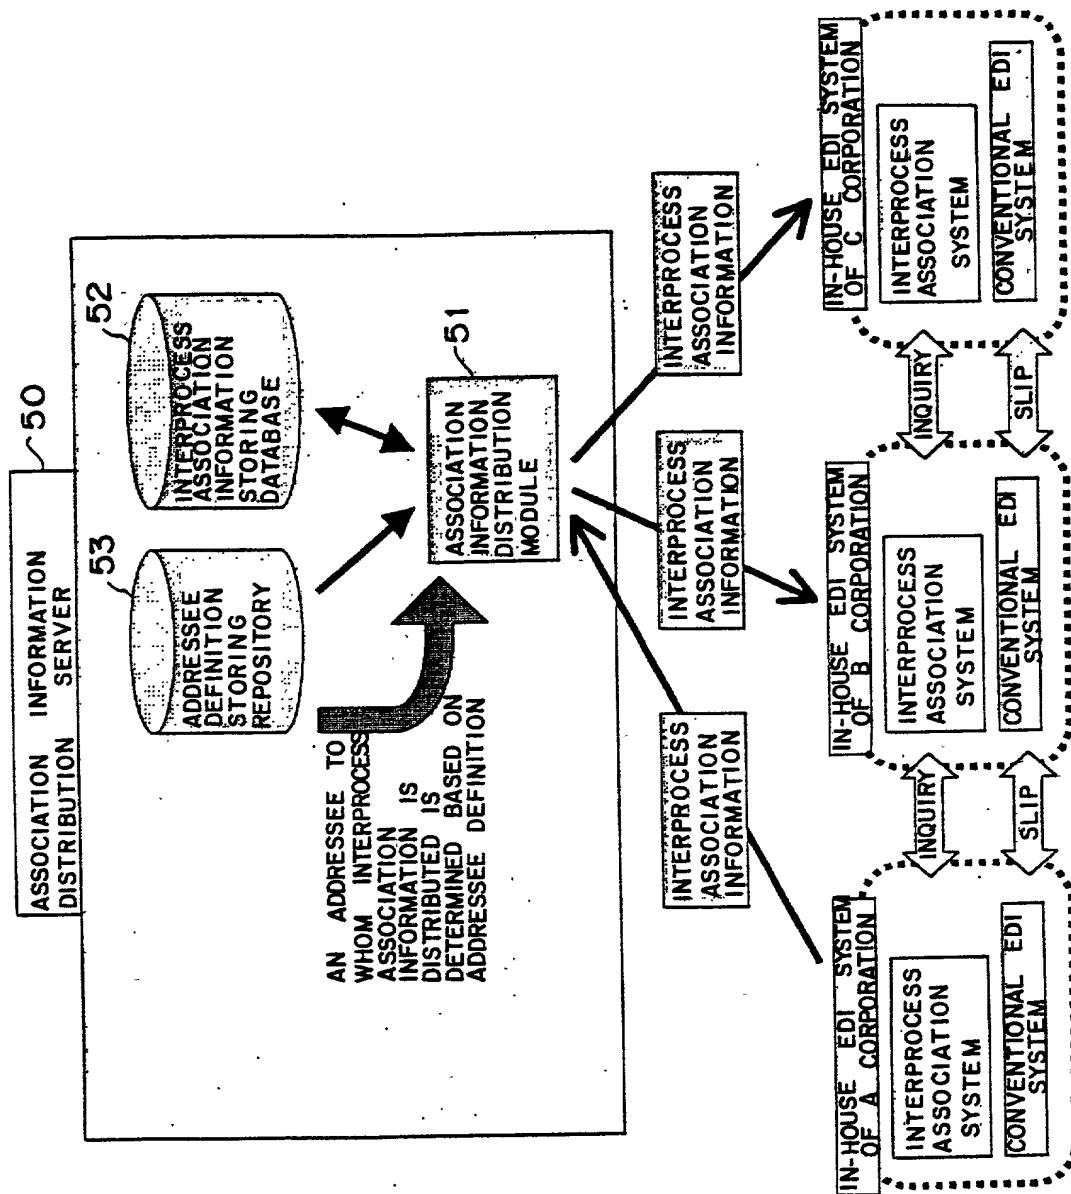 ASSOCIATION INFORMATION
DISTRIBUTION SERVER
50
53
ADDRESSEE
DEFINITION
STORING
REPOSITORY
52
INTERPROCESS
ASSOCIATION
INFORMATION
STORING
DATABASE
AN ADDRESSEE TO
WHOM INTERPROCESS
ASSOCIATION
INFORMATION IS
DISTRIBUTED IS
DETERMINED BASED ON
ADDRESSEE DEFINITION
51
ASSOCIATION
INFORMATION
DISTRIBUTION
MODULE
INTERPROCESS
ASSOCIATION
INFORMATION
INTERPROCESS
ASSOCIATION
INFORMATION
INTERPROCESS
ASSOCIATION
INFORMATION
IN-HOUSE EDI SYSTEM
OF A CORPORATION
INTERPROCESS
ASSOCIATION
SYSTEM
CONVENTIONAL EDI
SYSTEM
INQUIRY
SLIP
IN-HOUSE EDI SYSTEM
OF B CORPORATION
INTERPROCESS
ASSOCIATION
SYSTEM
CONVENTIONAL EDI
SYSTEM
INQUIRY
SLIP
IN-HOUSE EDI SYSTEM
OF C CORPORATION
INTERPROCESS
ASSOCIATION
SYSTEM
CONVENTIONAL EDI
SYSTEM